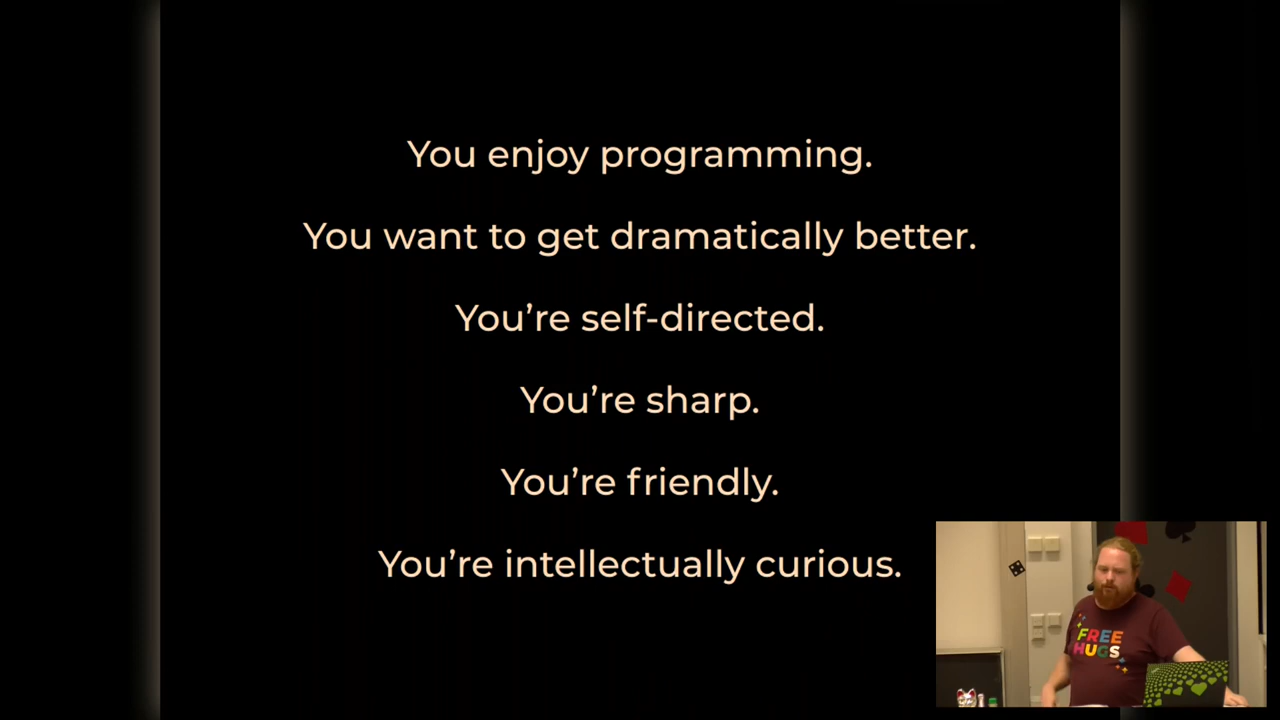 You enjoy programming.
You want to get dramatically better.
You’re self-directed.
You’re sharp.
You’re friendly.
You’re intellectually curious.
FREE
HUGS